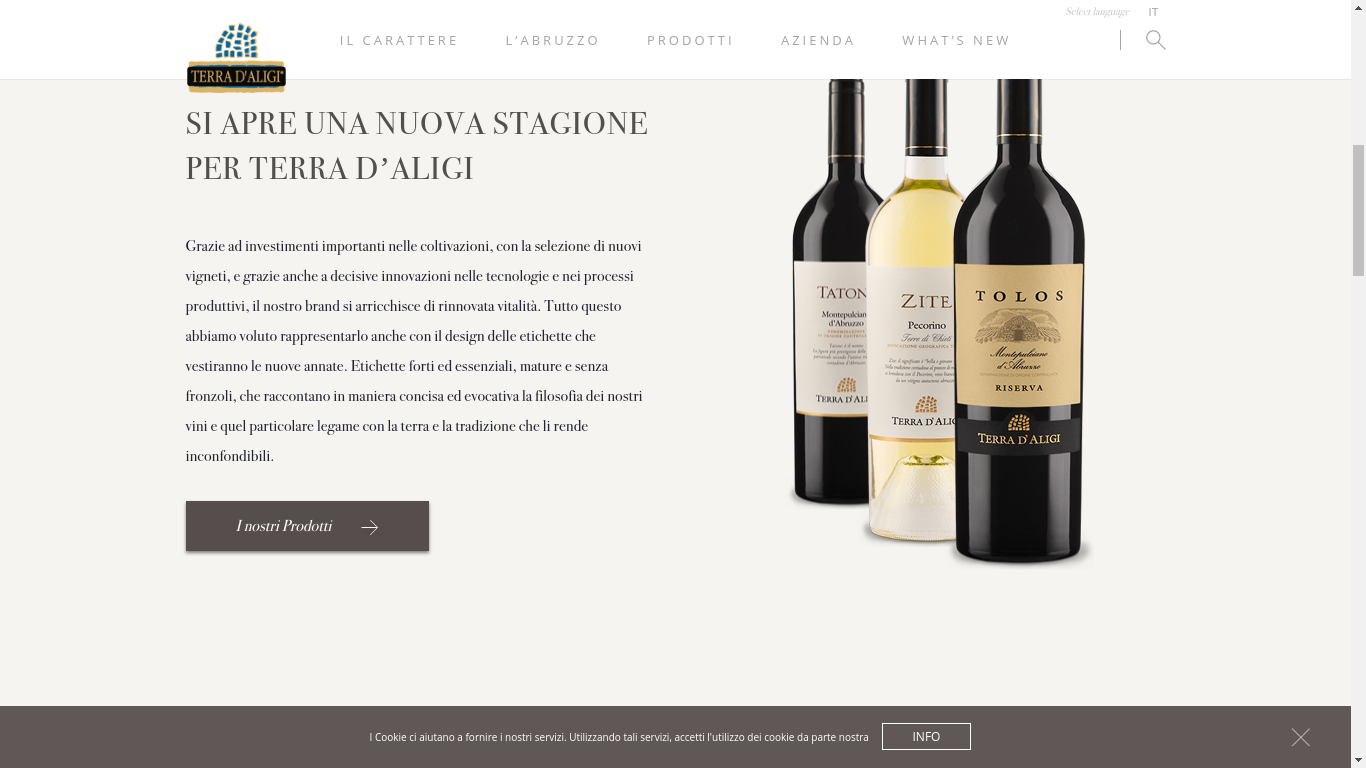 Select language
IT
TERRA D'ALIGI
IL CARATTERE
L’ABRUZZO
PRODOTTI
AZIENDA
WHAT’S NEW
SI APRE UNA NUOVA STAGIONE
PER TERRA D’ALIGI
Grazie ad investimenti importanti nelle coltivazioni, con la selezione di nuovi
vigneti, e grazie anche a decisive innovazioni nelle tecnologie e nei processi
produttivi, il nostro brand si arricchisce di rinnovata vitalità. Tutto questo
abbiamo voluto rappresentarlo anche con il design delle etichette che
vestiranno le nuove annate. Etichette forti ed essenziali, mature e senza
fronzoli, che raccontano in maniera concisa ed evocativa la filosofia dei nostri
vini e quel particolare legame con la terra e la tradizione che li rende
inconfondibili.
I nostri Prodotti
TATON
Montepulcian
d'Abruzzo
TERRA D'ALI
ZITE
Pecorino
Terre di Chieti
TERRA D'ALIG
TOLOS
Montepulciano
d'Abruzzo
RISERVA
TERRA D'ALIGI
I Cookie ci aiutano a fornire i nostri servizi. Utilizzando tali servizi, accetti l'utilizzo dei cookie da parte nostra
INFO